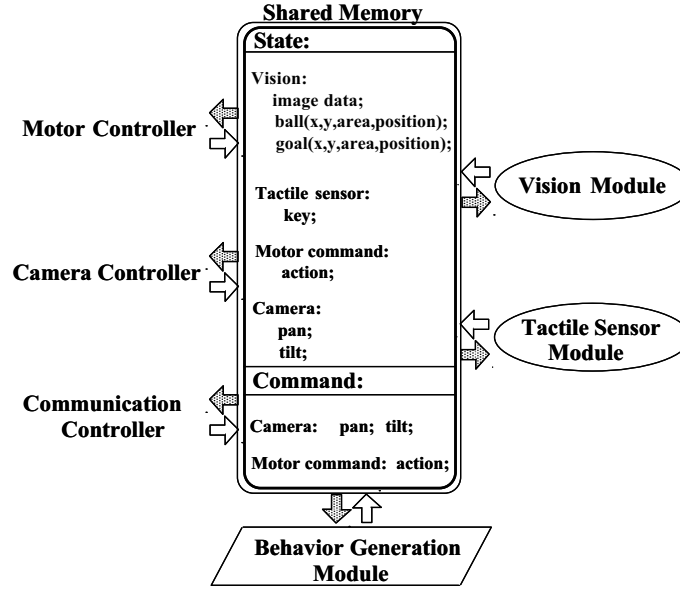 Shared Memory
State:
Vision:
image data;
ball(x,y,area,position);
goal(x,y,area,position);
Tactile sensor:
key;
Motor command:
action;
Camera:
pan;
tilt;
Command:
Camera: pan; tilt;
Motor command: action;
Motor Controller
Camera Controller
Communication
Controller
Vision Module
Tactile Sensor
Module
Behavior Generation
Module